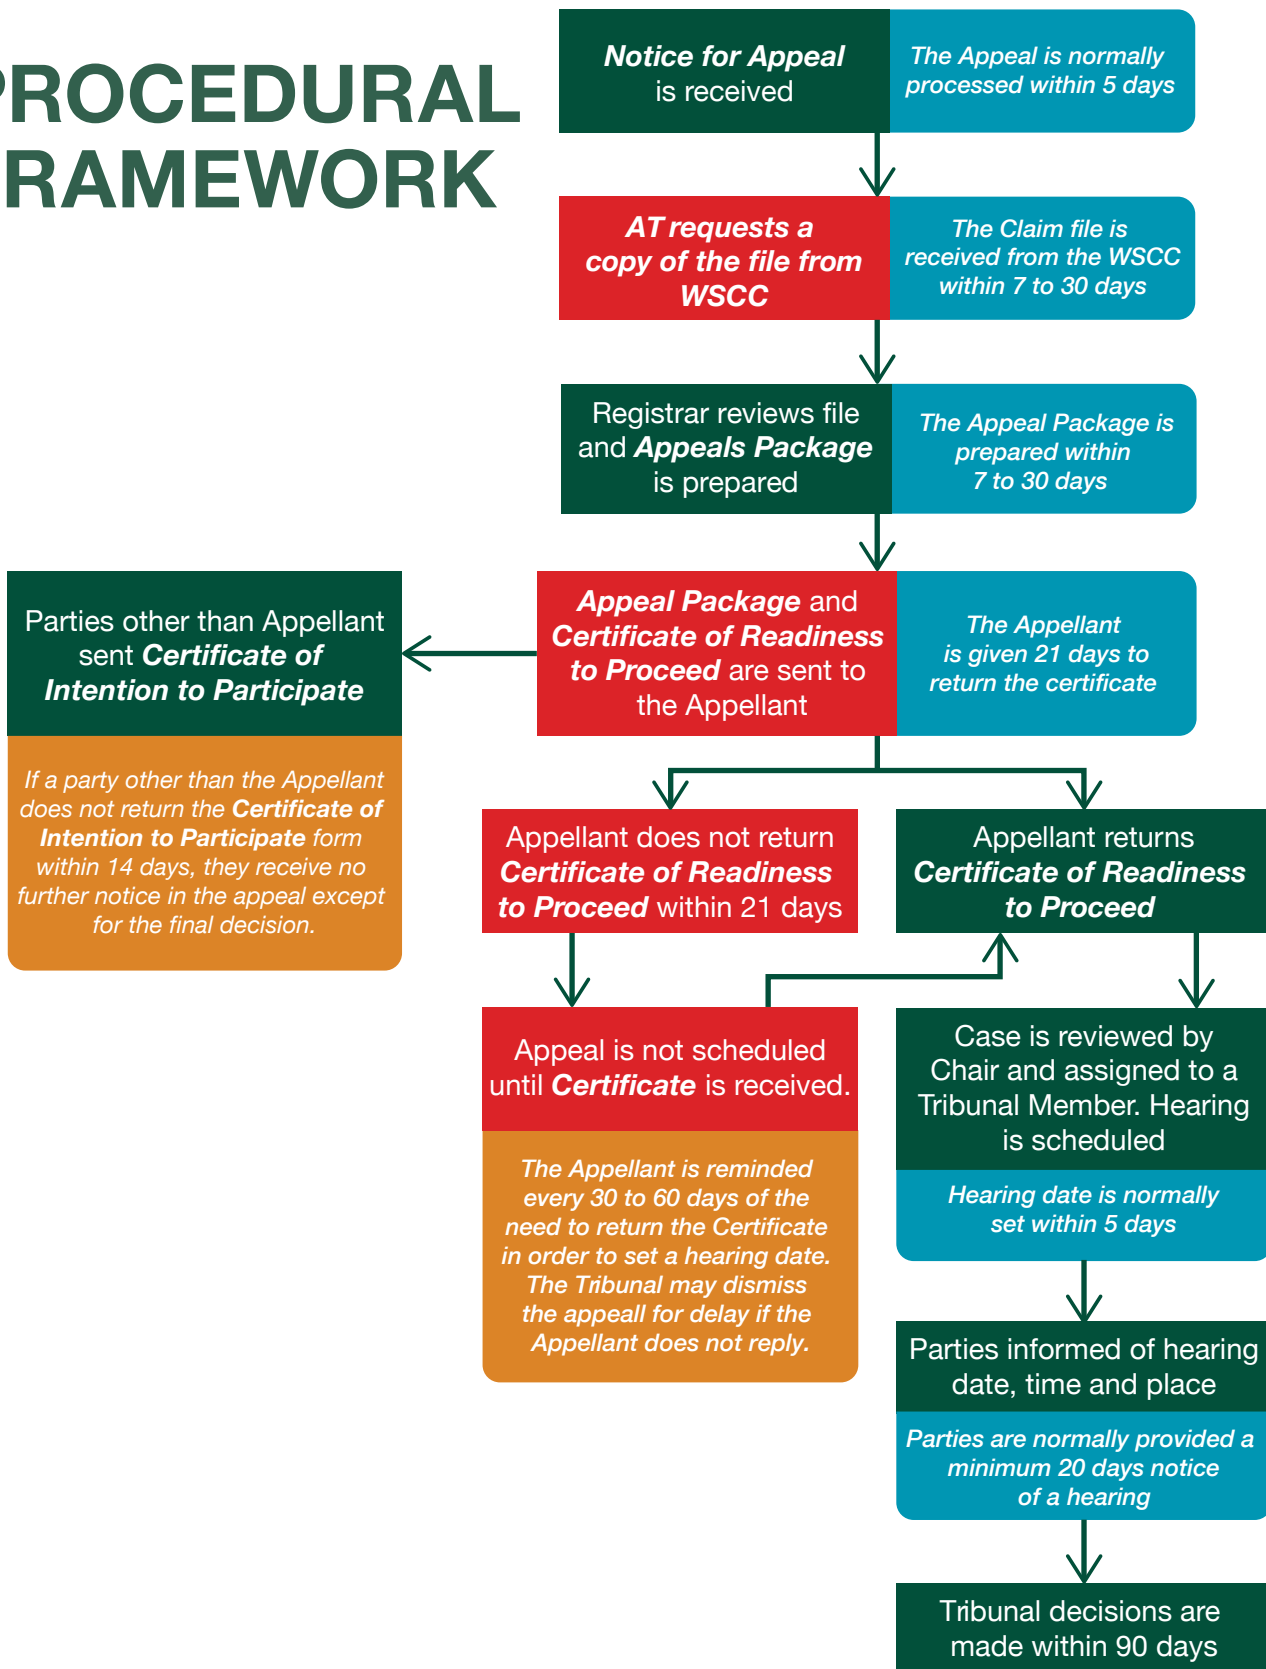 PROCEDURAL
FRAMEWORK
Notice for Appeal
is received
The Appeal is normally
processed within 5 days
AT requests a
copy of the file from
WSCC
The Claim file is
received from the WSCC
within 7 to 30 days
Registrar reviews file
and Appeals Package
is prepared
The Appeal Package is
prepared within
7 to 30 days
Appeal Package and
Certificate of Readiness
to Proceed are sent to
the Appellant
The Appellant
is given 21 days to
return the certificate
Parties other than Appellant
sent Certificate of
Intention to Participate
If a party other than the Appellant
does not return the Certificate of
Intention to Participate form
within 14 days, they receive no
further notice in the appeal except
for the final decision.
Appellant does not return
Certificate of Readiness
to Proceed within 21 days
Appellant returns
Certificate of Readiness
to Proceed
Appeal is not scheduled
until Certificate is received.
The Appellant is reminded
every 30 to 60 days of the
need to return the Certificate
in order to set a hearing date.
The Tribunal may dismiss
the appeall for delay if the
Appellant does not reply.
Case is reviewed by
Chair and assigned to a
Tribunal Member. Hearing
is scheduled
Hearing date is normally
set within 5 days
Parties informed of hearing
date, time and place
Parties are normally provided a
minimum 20 days notice
of a hearing
Tribunal decisions are
made within 90 days